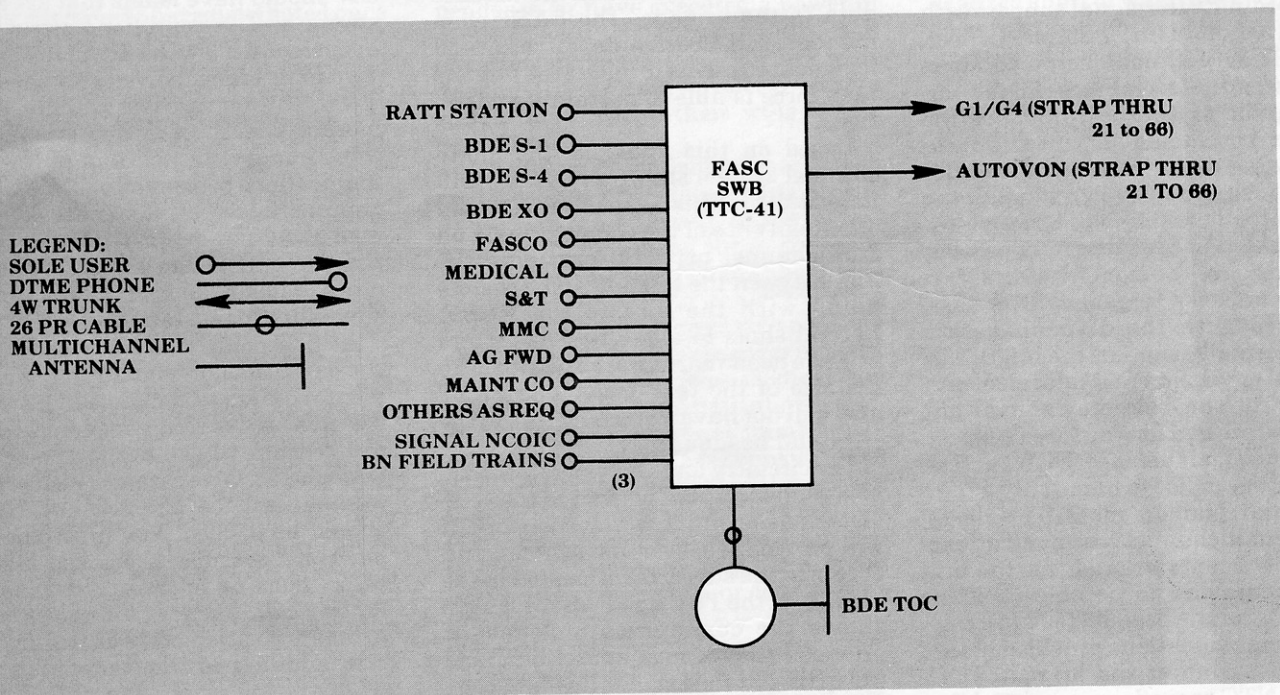 RATT STATION
BDE S-1
BDE S-4
BDE XO
FASCO
MEDICAL
S&T
MMC
AG FWD
MAINT CO
OTHERS AS REQ
SIGNAL NCOIC
BN FIELD TRAINS
(3)
FASC
SWB
(TTC-41)
G1/G4 (STRAP THRU
21 to 66)
AUTOVON (STRAP THRU
21 TO 66)
LEGEND:
SOLE USER
DTME PHONE
4W TRUNK
26 PR CABLE
MULTICHANNEL
ANTENNA
BDE TOC